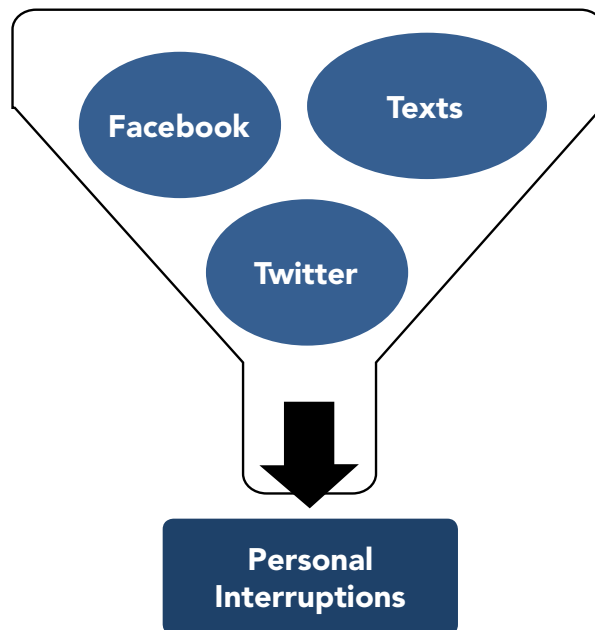 Facebook
Texts
Twitter
Personal
Interruptions